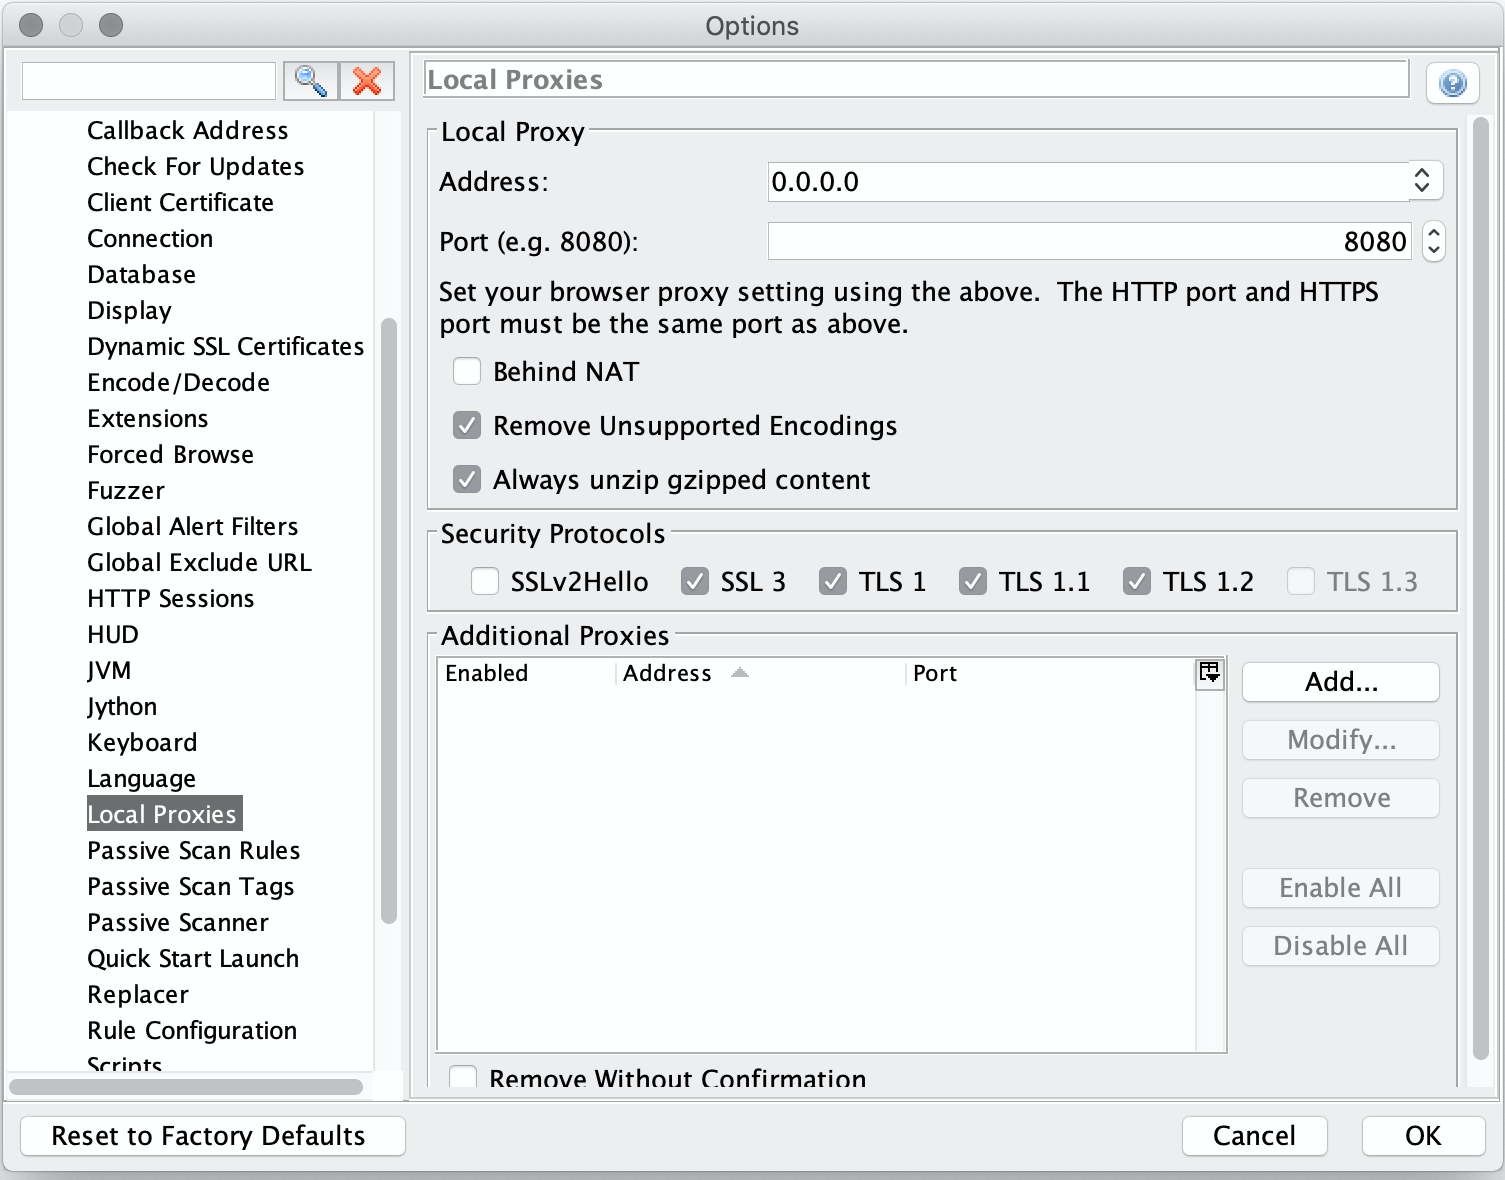 Options
Local Proxies
Callback Address
Check For Updates
Client Certificate
Connection
Database
Display
Dynamic SSL Certificates
Encode/Decode
Extensions
Forced Browse
Fuzzer
Global Alert Filters
Global Exclude URL
HTTP Sessions
HUD
JVM
Jython
Keyboard
Language
Local Proxies
Passive Scan Rules
Passive Scan Tags
Passive Scanner
Quick Start Launch
Replacer
Rule Configuration
Scripts
Local Proxy
Address: 0.0.0.0
Port (e.g. 8080): 8080
Set your browser proxy setting using the above. The HTTP port and HTTPS
port must be the same port as above.
Behind NAT
Remove Unsupported Encodings
Always unzip gzipped content
Security Protocols
SSLv2Hello SSL 3 TLS 1 TLS 1.1 TLS 1.2 TLS 1.3
Additional Proxies
Enabled Address Port
Add...
Modify...
Remove
Enable All
Disable All
Remove Without Confirmation
Reset to Factory Defaults
Cancel
OK